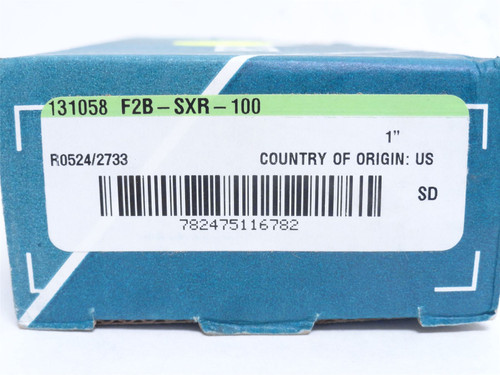 131058 F2B-SXR-100
1"
R0524/2733 COUNTRY OF ORIGIN: US
SD
782475116782